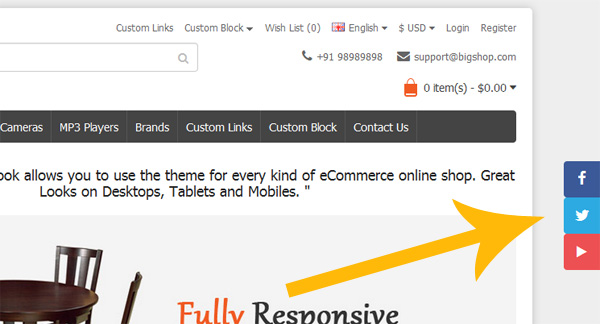 Custom Links Custom Block Wish List (0) English $ USD Login Register
+91 98989898 support@bigshop.com
0 item(s) - $0.00
Cameras MP3 Players Brands Custom Links Custom Block Contact Us
ook allows you to use the theme for every kind of eCommerce online shop. Great
Looks on Desktops, Tablets and Mobiles. "
f
Fully Responsive